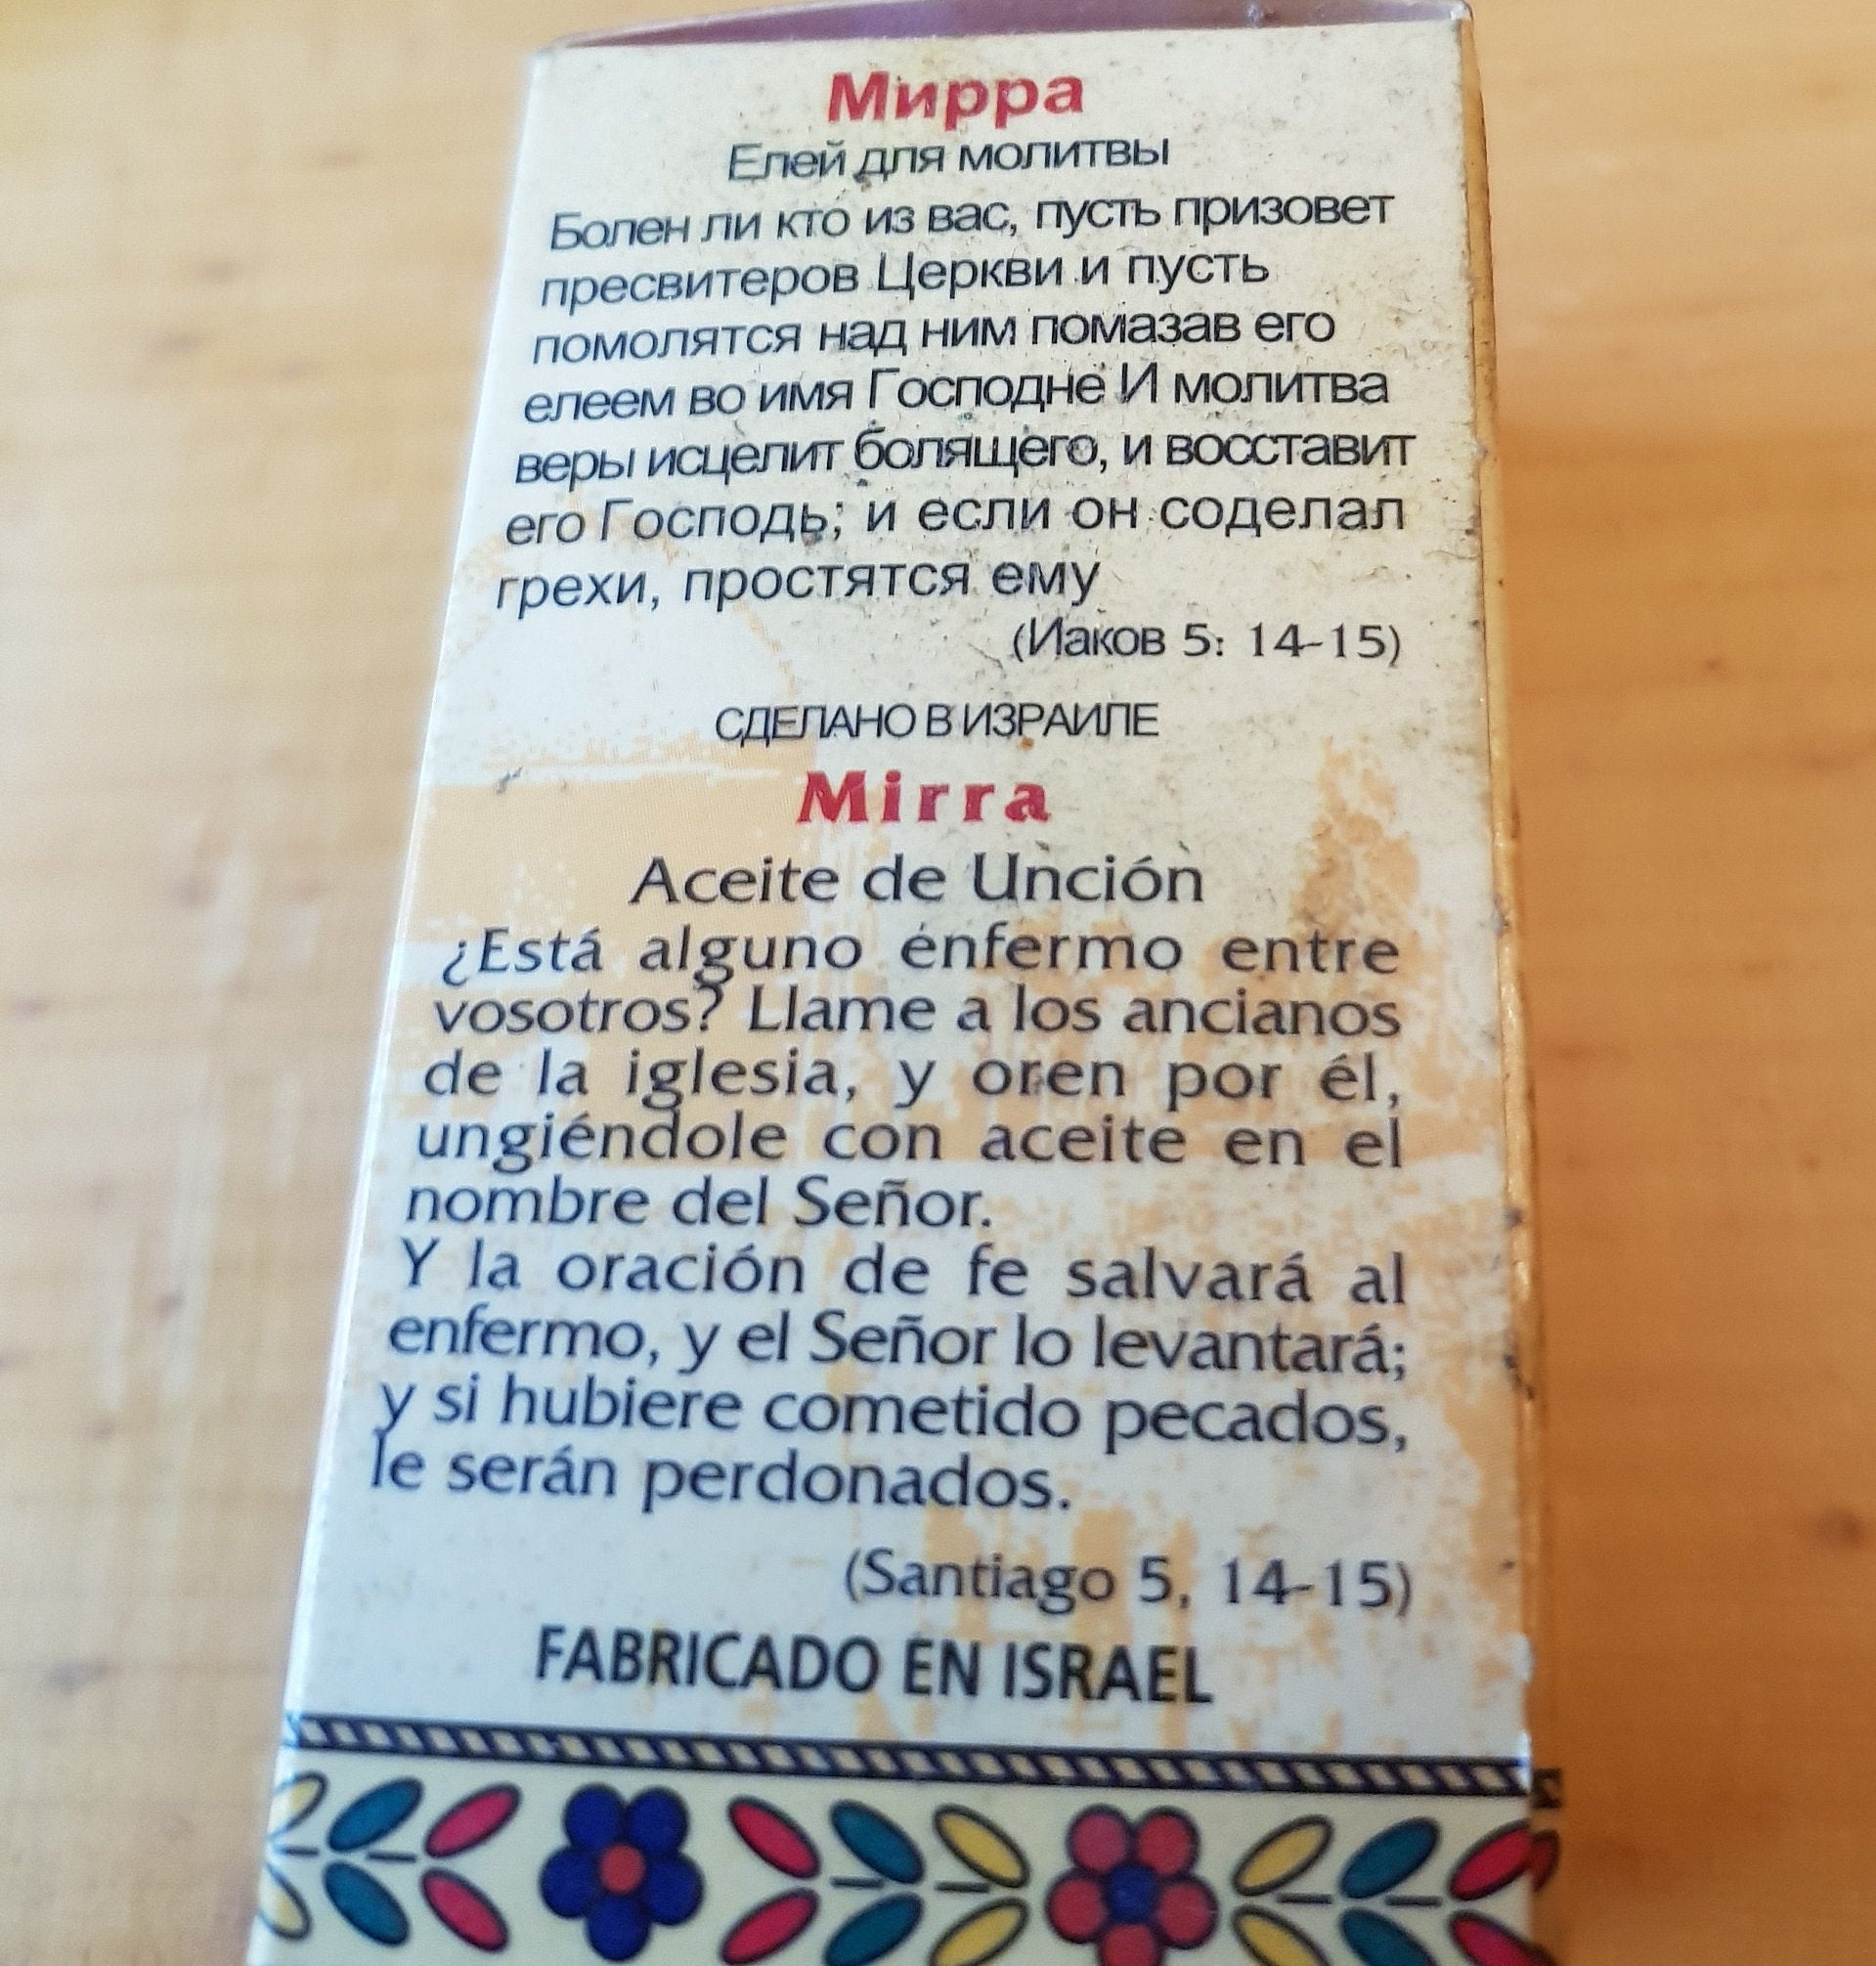 Мирра
Елей для молитвы
Болен ли кто из вас, пусть призовет
пресвитеров Церкви и пусть
помолятся над ним помазав его
елеем во имя Господне И молитва
веры исцелит болящего, и восставит
его Господь; и если он соделал
грехи, простятся ему
(Иаков 5: 14-15)
СДЕЛАНО В ИЗРАИЛЕ
Mirra
Aceite de Unción
¿Está alguno enfermo entre
vosotros? Llame a los ancianos
de la iglesia, y oren por él,
ungiéndole con aceite en el
nombre del Señor.
Y la oración de fe salvará al
enfermo, y el Señor lo levantará;
y si hubiere cometido pecados,
le serán perdonados.
(Santiago 5, 14-15)
FABRICADO EN ISRAEL